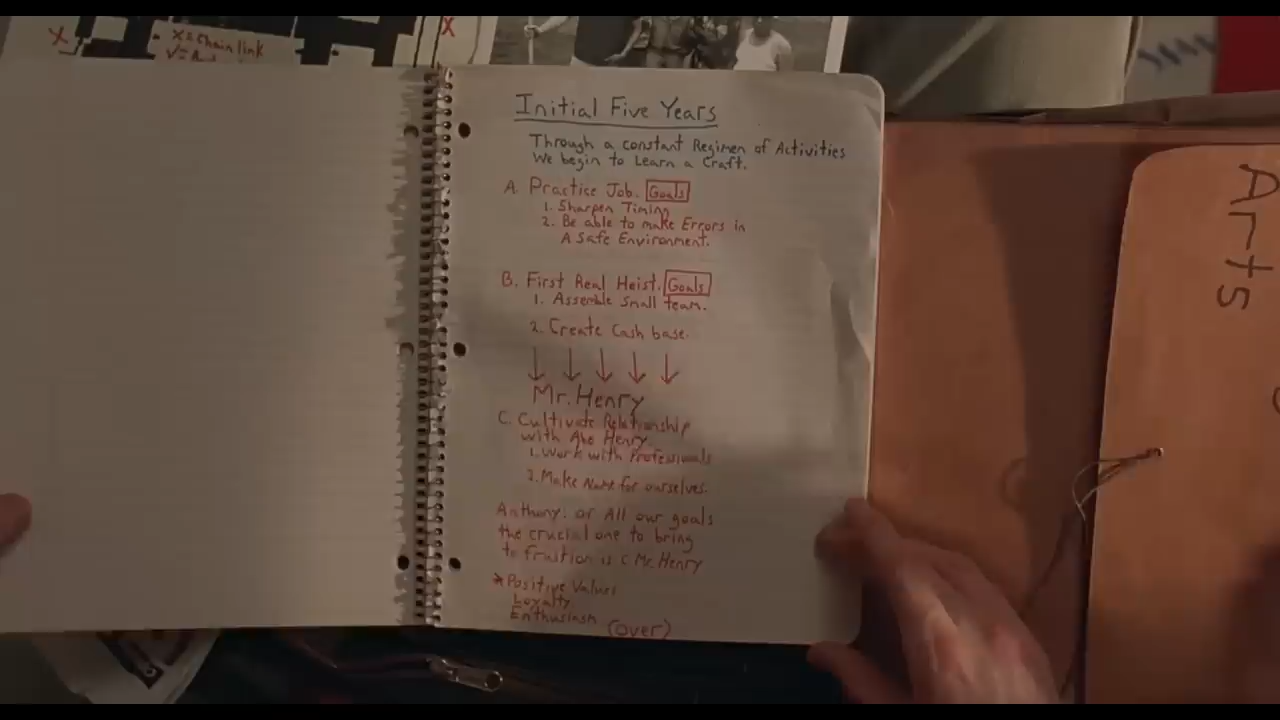 X
X
x=Chain link
Initial Five Years
Through a constant Regimen of Activities
We begin to Learn a Craft.
A. Practice Job. Goals
1. Sharpen Timing
2. Be able to make Errors in
A Safe Environment.
B. First Real Heist. Goals
1. Assemble Small team.
2. Create Cash base.
Mr. Henry
C. Cultivate Relationship
with Abe Henry.
1. Work with Professionals
2. Make Name for ourselves.
Anthony: of All our goals
the crucial one to bring
to fruition is C Mr. Henry
* Positive Values
Loyalty
Enthusiasm (over)
Arts